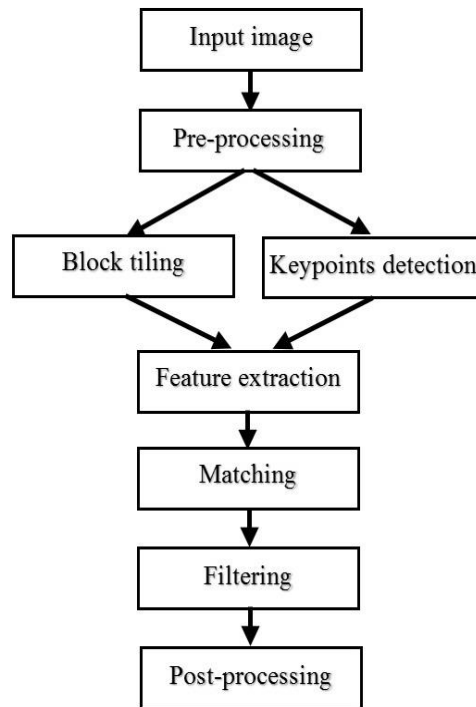 Input image
Pre-processing
Block tiling
Keypoints detection
Feature extraction
Matching
Filtering
Post-processing